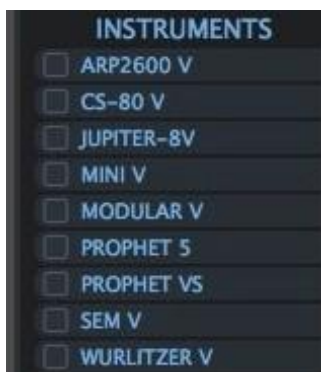 INSTRUMENTS
ARP2600 V
CS-80 V
JUPITER-8V
MINI V
MODULAR V
PROPHET 5
PROPHET VS
SEM V
WURLITZER V